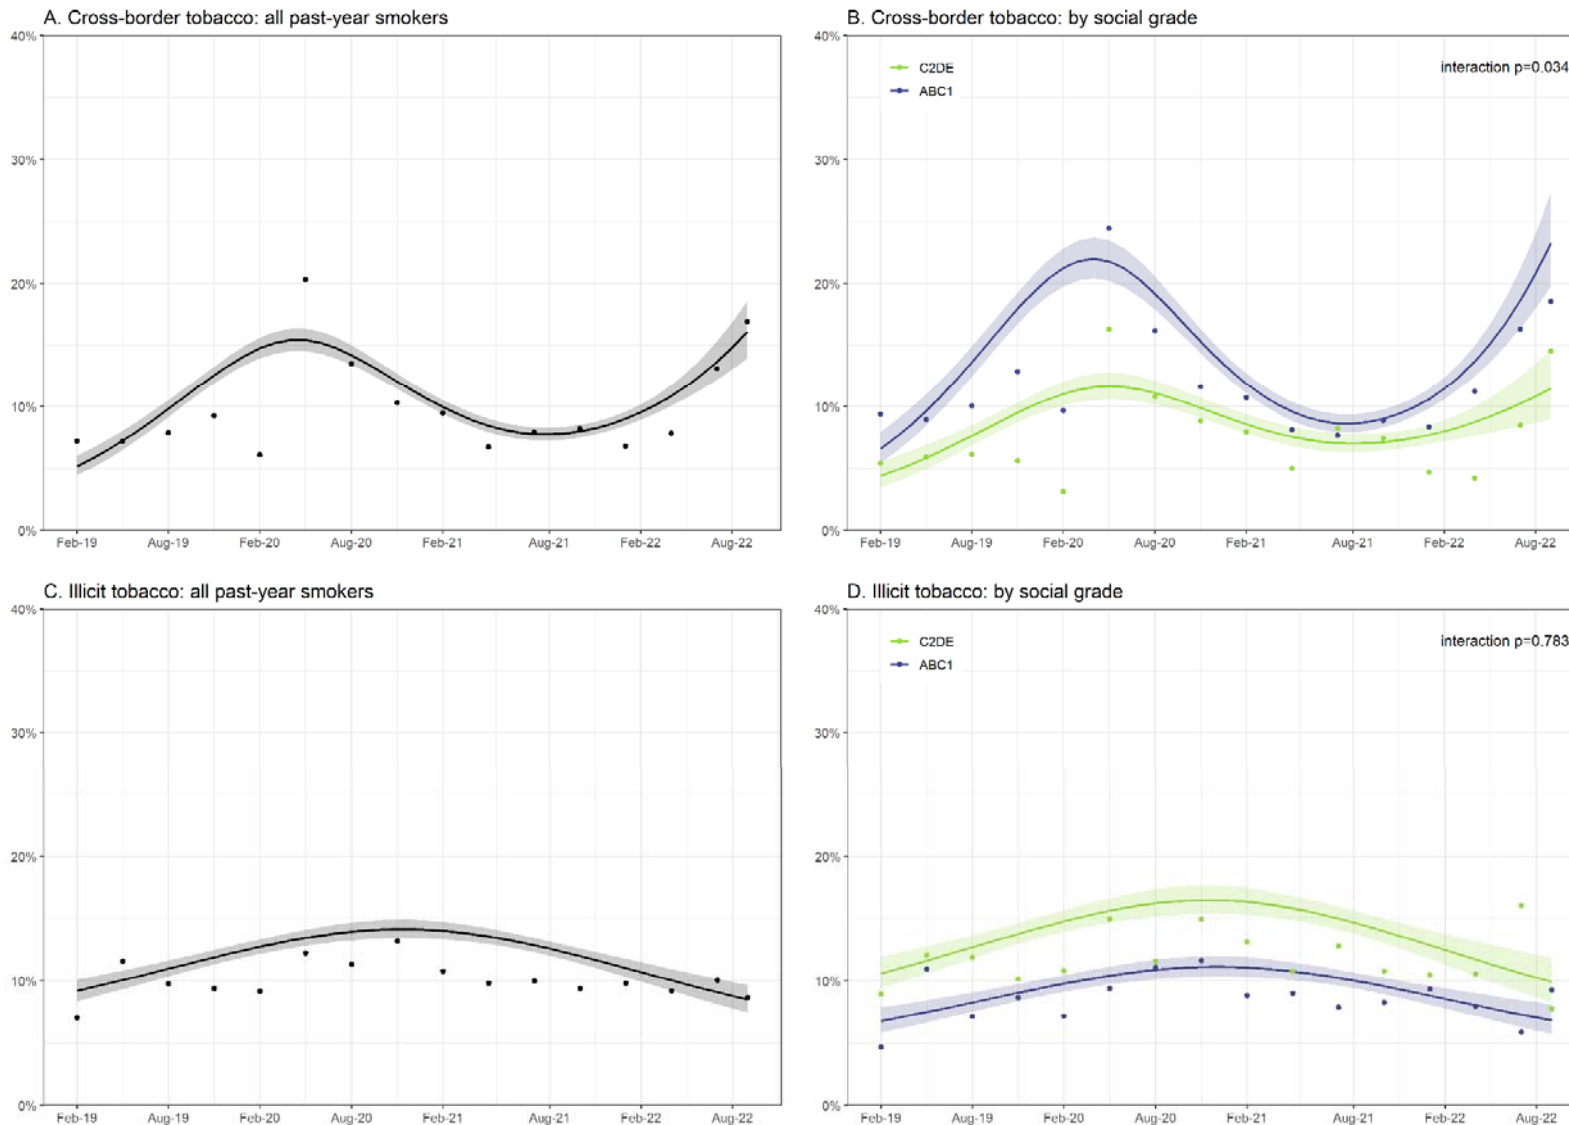 A. Cross-border tobacco: all past-year smokers
40%
30%
20%
10%
0%
Feb-19 Aug-19 Feb-20 Aug-20 Feb-21 Aug-21 Feb-22 Aug-22
B. Cross-border tobacco: by social grade
C2DE
ABC1
interaction p=0.034
40%
30%
20%
10%
0%
Feb-19 Aug-19 Feb-20 Aug-20 Feb-21 Aug-21 Feb-22 Aug-22
C. Illicit tobacco: all past-year smokers
40%
30%
20%
10%
0%
Feb-19 Aug-19 Feb-20 Aug-20 Feb-21 Aug-21 Feb-22 Aug-22
D. Illicit tobacco: by social grade
C2DE
ABC1
interaction p=0.783
40%
30%
20%
10%
0%
Feb-19 Aug-19 Feb-20 Aug-20 Feb-21 Aug-21 Feb-22 Aug-22